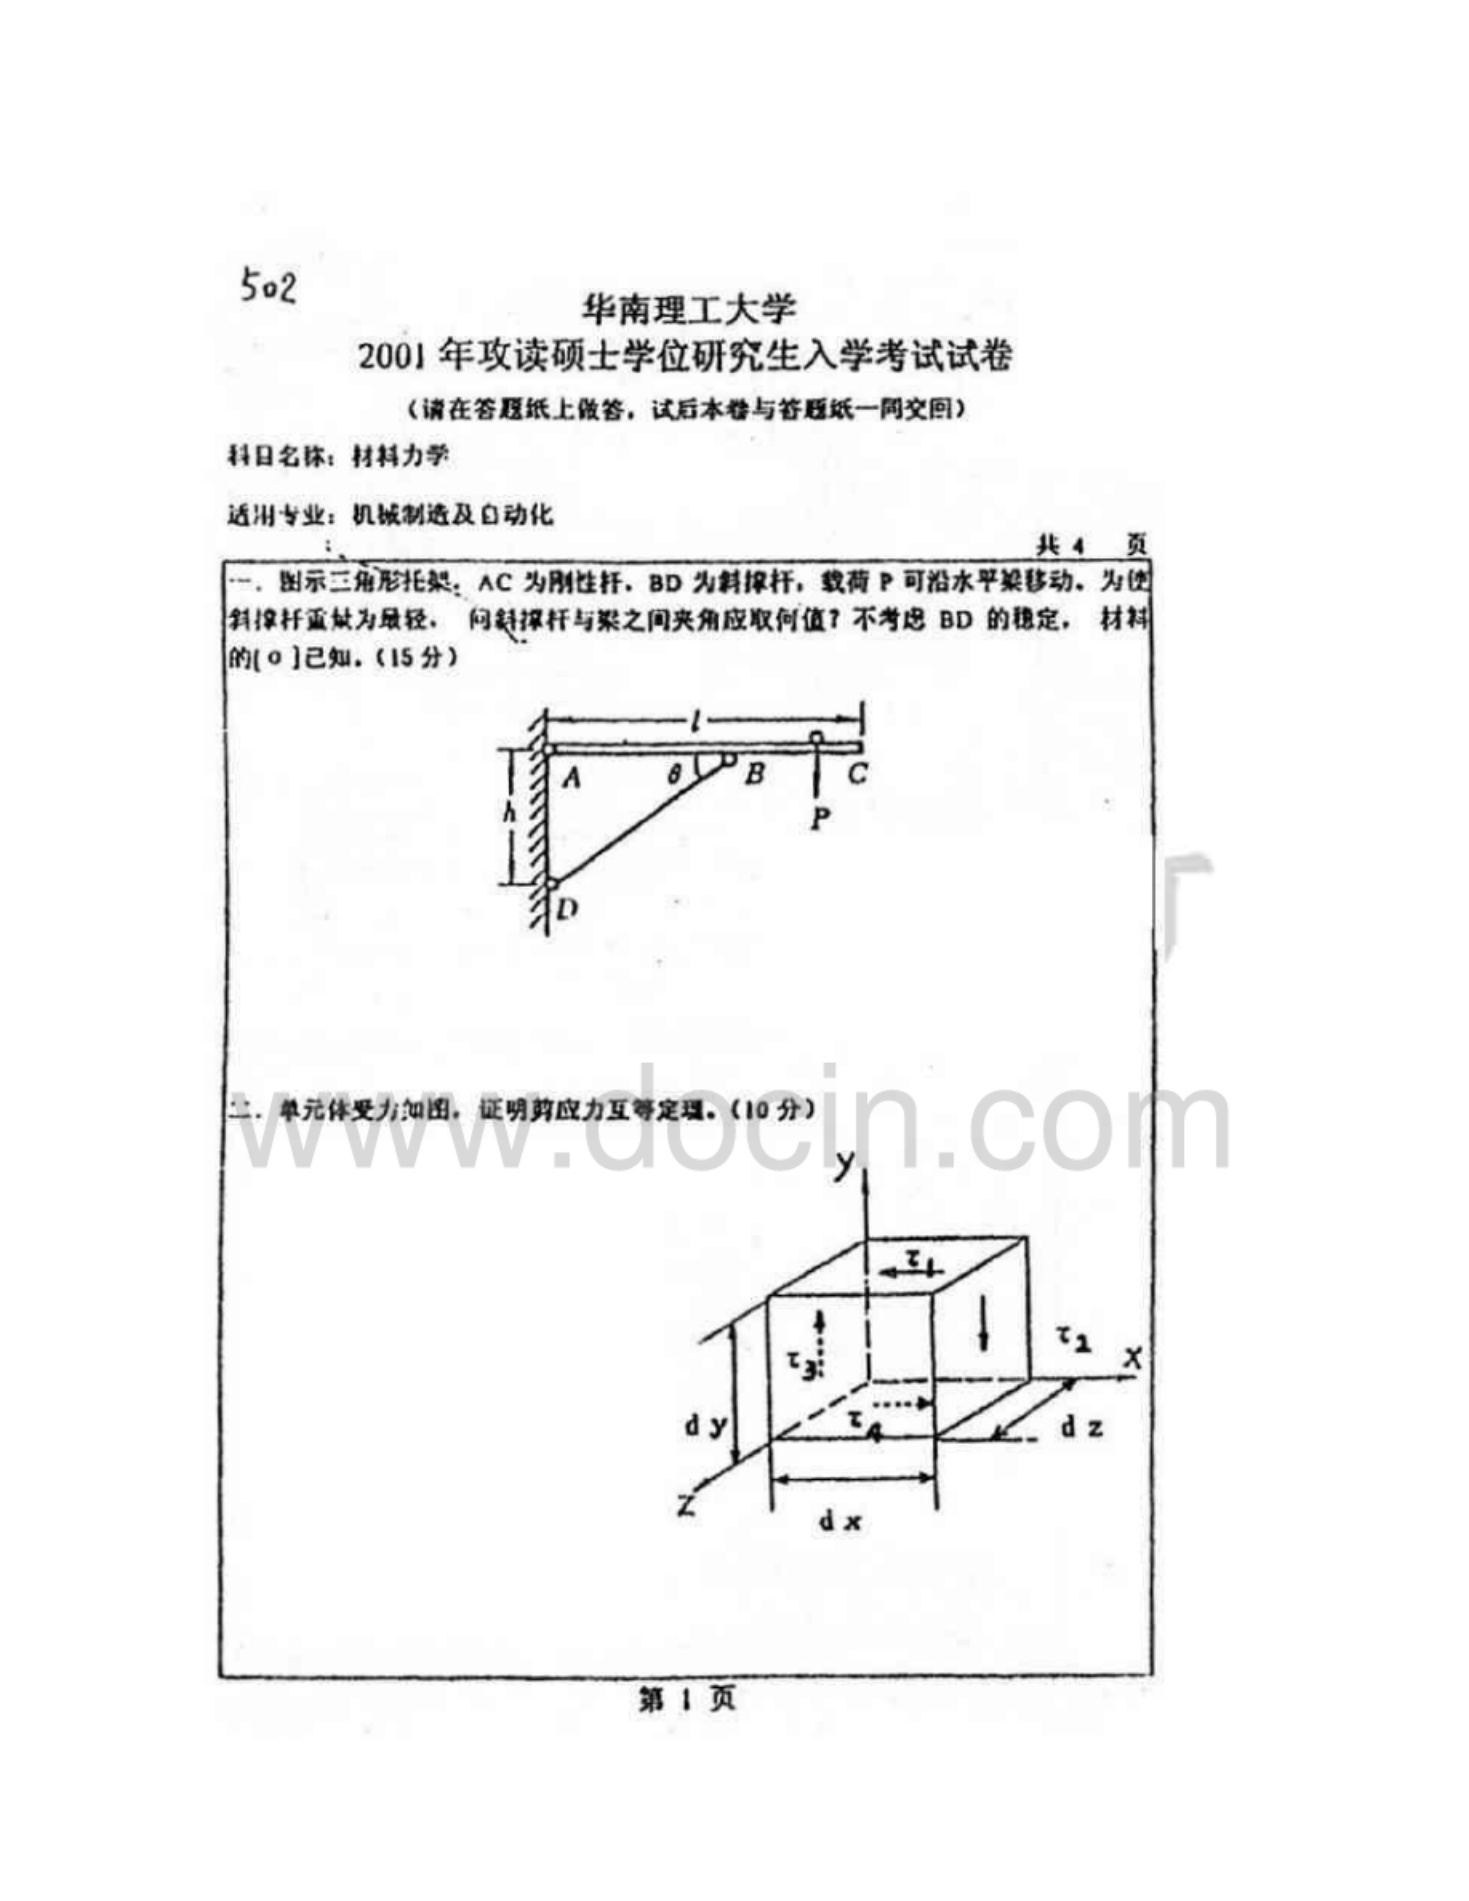 502
华南理工大学
2001 年攻读硕士学位研究生入学考试试卷
（请在答题纸上做答，试后本卷与答题纸一同交回）
科目名称：材料力学
适用专业：机械制造及自动化
共 4 页
一．图示三角形托架，AC 为刚性杆，BD 为斜撑杆，载荷 P 可沿水平梁移动。为使
斜撑杆重量为最轻， 问斜撑杆与梁之间夹角应取何值？不考虑 BD 的稳定， 材料
的[σ]已知。（15 分）
l
A
θ
B
C
h
P
D
二．单元体受力如图，证明剪应力互等定理。（10 分）
www.docin.com
y
τ1
τ2
τ3
x
τ4
dy
dz
z
dx
第 1 页